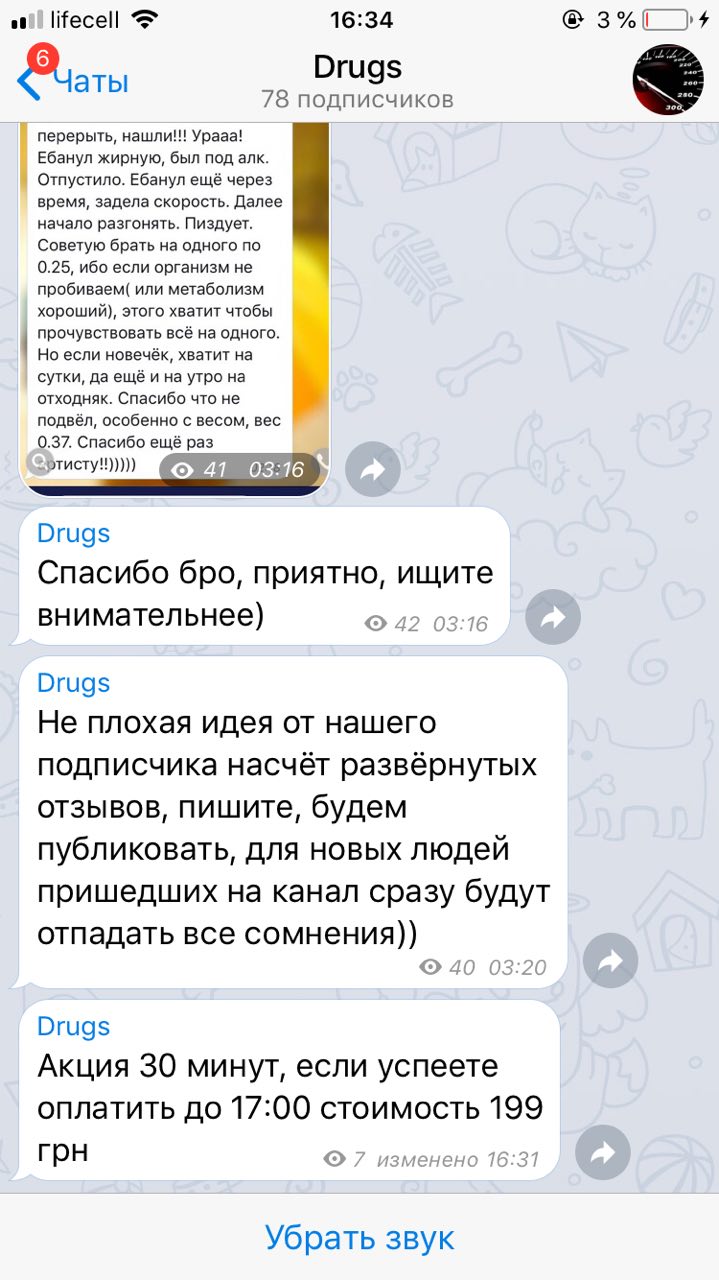 lifecell 16:34 3 %
6
Чаты
Drugs
78 подписчиков
перерыть, нашли!!! Урааа!
Ебанул жирную, был под алк.
Отпустило. Ебанул ещё через
время, задела скорость. Далее
начало разгонять. Пиздует.
Советую брать на одного по
0.25, ибо если организм не
пробиваем( или метаболизм
хороший), этого хватит чтобы
прочувствовать всё на одного.
Но если новечёк, хватит на
сутки, да ещё и на утро на
отходняк. Спасибо что не
подвёл, особенно с весом, вес
0.37. Спасибо ещё раз
артисту!!)))))
41 03:16
Drugs
Спасибо бро, приятно, ищите
внимательнее)
42 03:16
Drugs
Не плохая идея от нашего
подписчика насчёт развёрнутых
отзывов, пишите, будем
публиковать, для новых людей
пришедших на канал сразу будут
отпадать все сомнения))
40 03:20
Drugs
Акция 30 минут, если успеете
оплатить до 17:00 стоимость 199
грн
7 изменено 16:31
Убрать звук